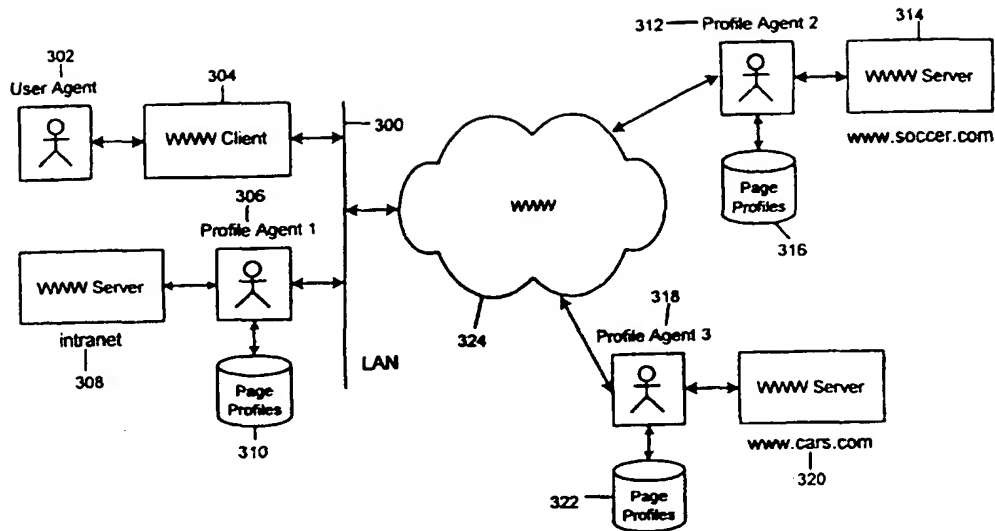 302
User Agent
304
WWW Client
300
306
Profile Agent 1
WWW Server
intranet
308
Page
Profiles
310
LAN
WWW
324
312
Profile Agent 2
314
WWW Server
www.soccer.com
Page
Profiles
316
318
Profile Agent 3
WWW Server
www.cars.com
320
322
Page
Profiles